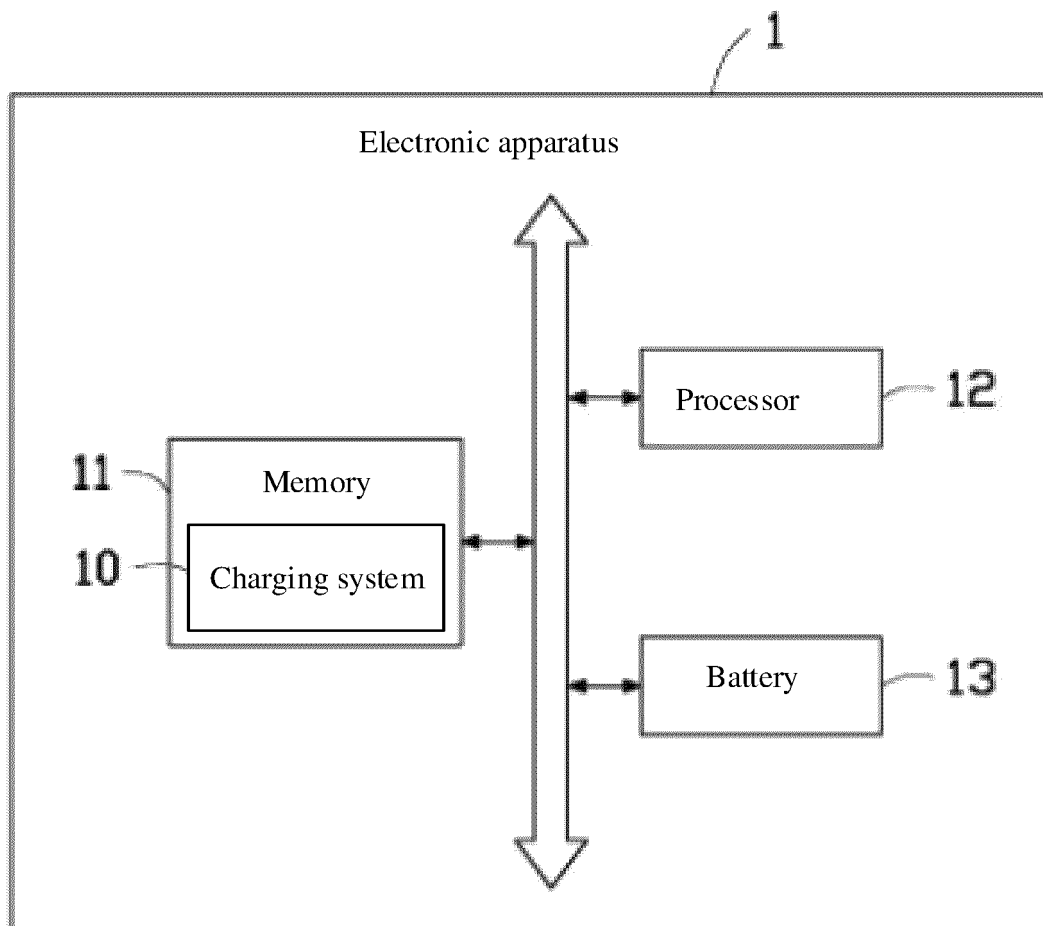 1
Electronic apparatus
Processor
12
11
Memory
10
Charging system
Battery
13